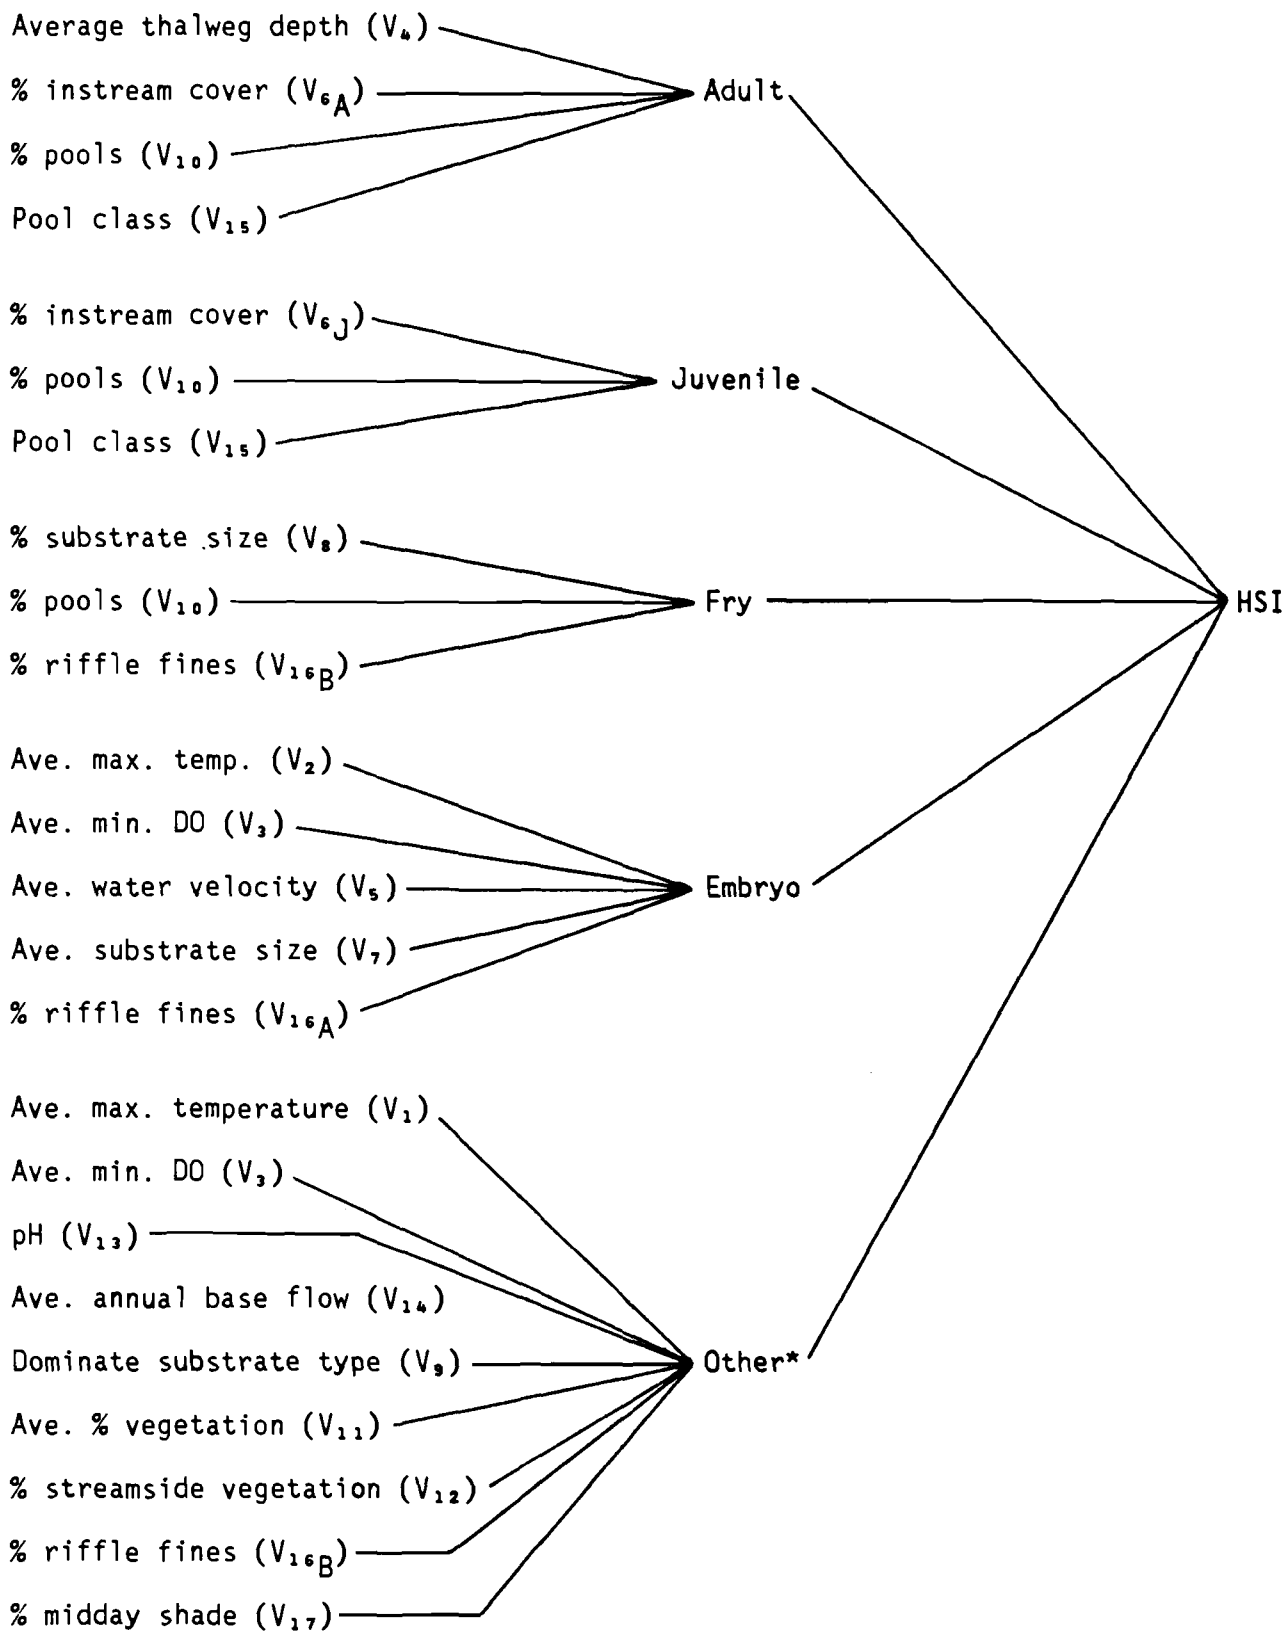 Average thalweg depth (V₄)
% instream cover (V₆A)
Adult
% pools (V₁₀)
Pool class (V₁₅)
% instream cover (V₆J)
% pools (V₁₀)
Juvenile
Pool class (V₁₅)
% substrate size (V₈)
% pools (V₁₀)
Fry
HSI
% riffle fines (V₁₆B)
Ave. max. temp. (V₂)
Ave. min. DO (V₃)
Ave. water velocity (V₅)
Embryo
Ave. substrate size (V₇)
% riffle fines (V₁₆A)
Ave. max. temperature (V₁)
Ave. min. DO (V₃)
pH (V₁₃)
Ave. annual base flow (V₁₄)
Dominate substrate type (V₉)
Other*
Ave. % vegetation (V₁₁)
% streamside vegetation (V₁₂)
% riffle fines (V₁₆B)
% midday shade (V₁₇)